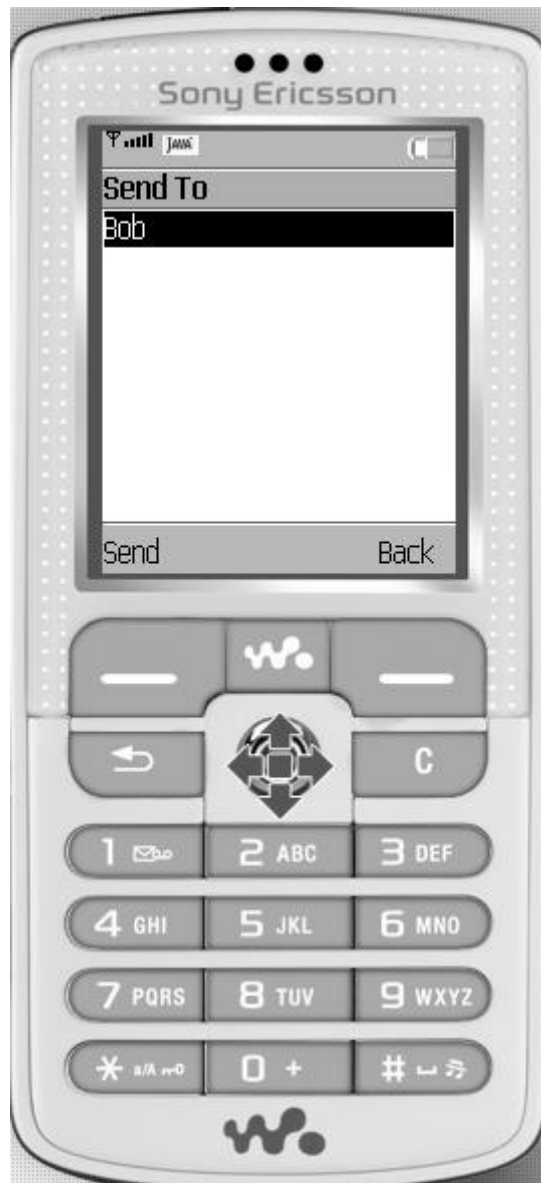 Sony Ericsson
JAVA
Send To
Bob
Send Back
C
1 2 ABC 3 DEF
4 GHI 5 JKL 6 MNO
7 PQRS 8 TUV 9 WXYZ
* a/A 0 + #